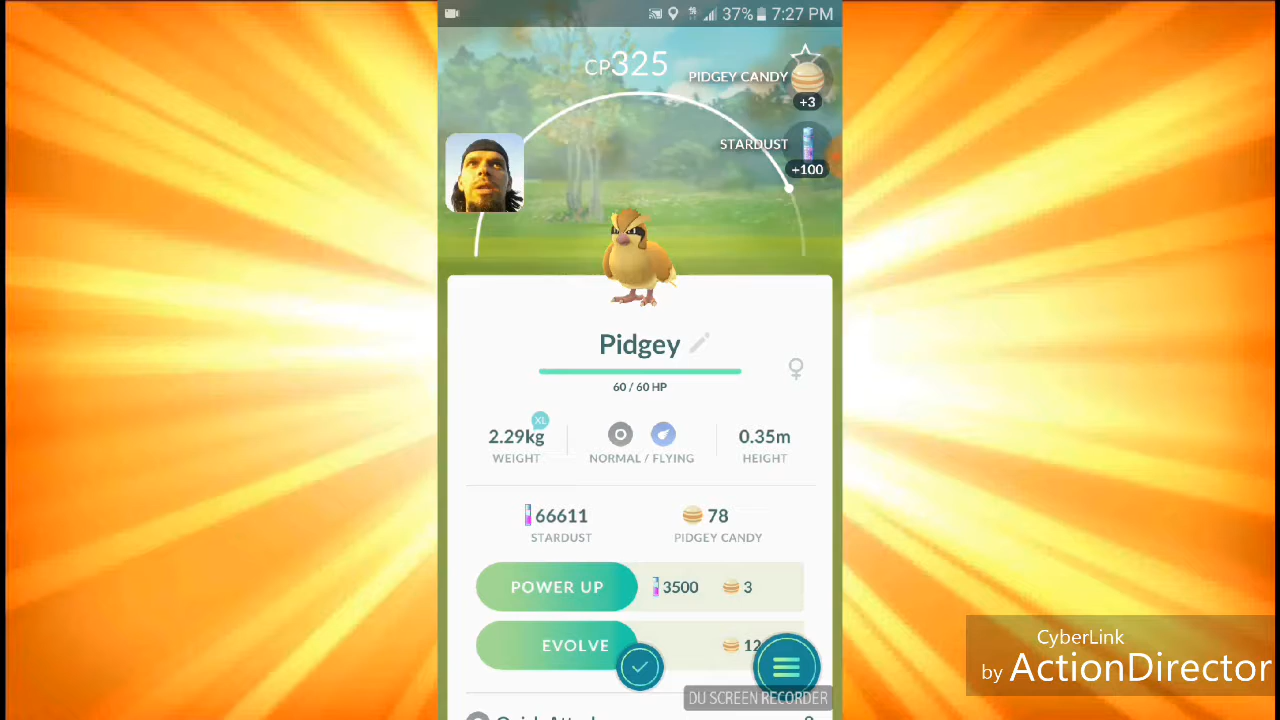 37% 7:27 PM
CP325
PIDGEY CANDY
+3
STARDUST
+100
Pidgey
60 / 60 HP
XL
2.29kg
WEIGHT
NORMAL / FLYING
0.35m
HEIGHT
66611
STARDUST
78
PIDGEY CANDY
POWER UP 3500 3
EVOLVE 12
DU SCREEN RECORDER
CyberLink
by ActionDirector